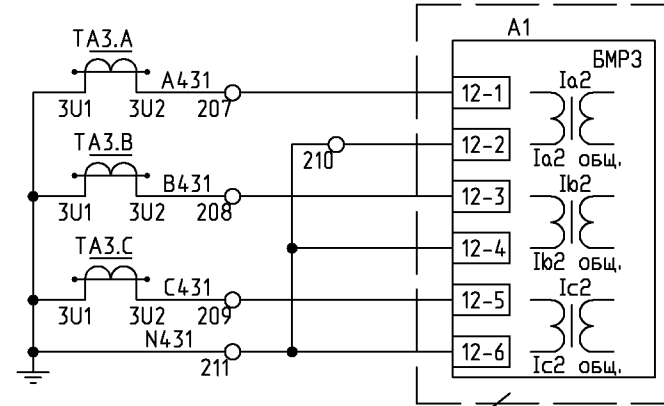 A1
TA3.A
БМРЗ
3U1 3U2 A431 207 12-1 Ia2
210 12-2 Ia2 общ.
TA3.B
3U1 3U2 B431 208 12-3 Ib2
12-4 Ib2 общ.
TA3.C
3U1 3U2 C431 209 12-5 Ic2
N431 211 12-6 Ic2 общ.